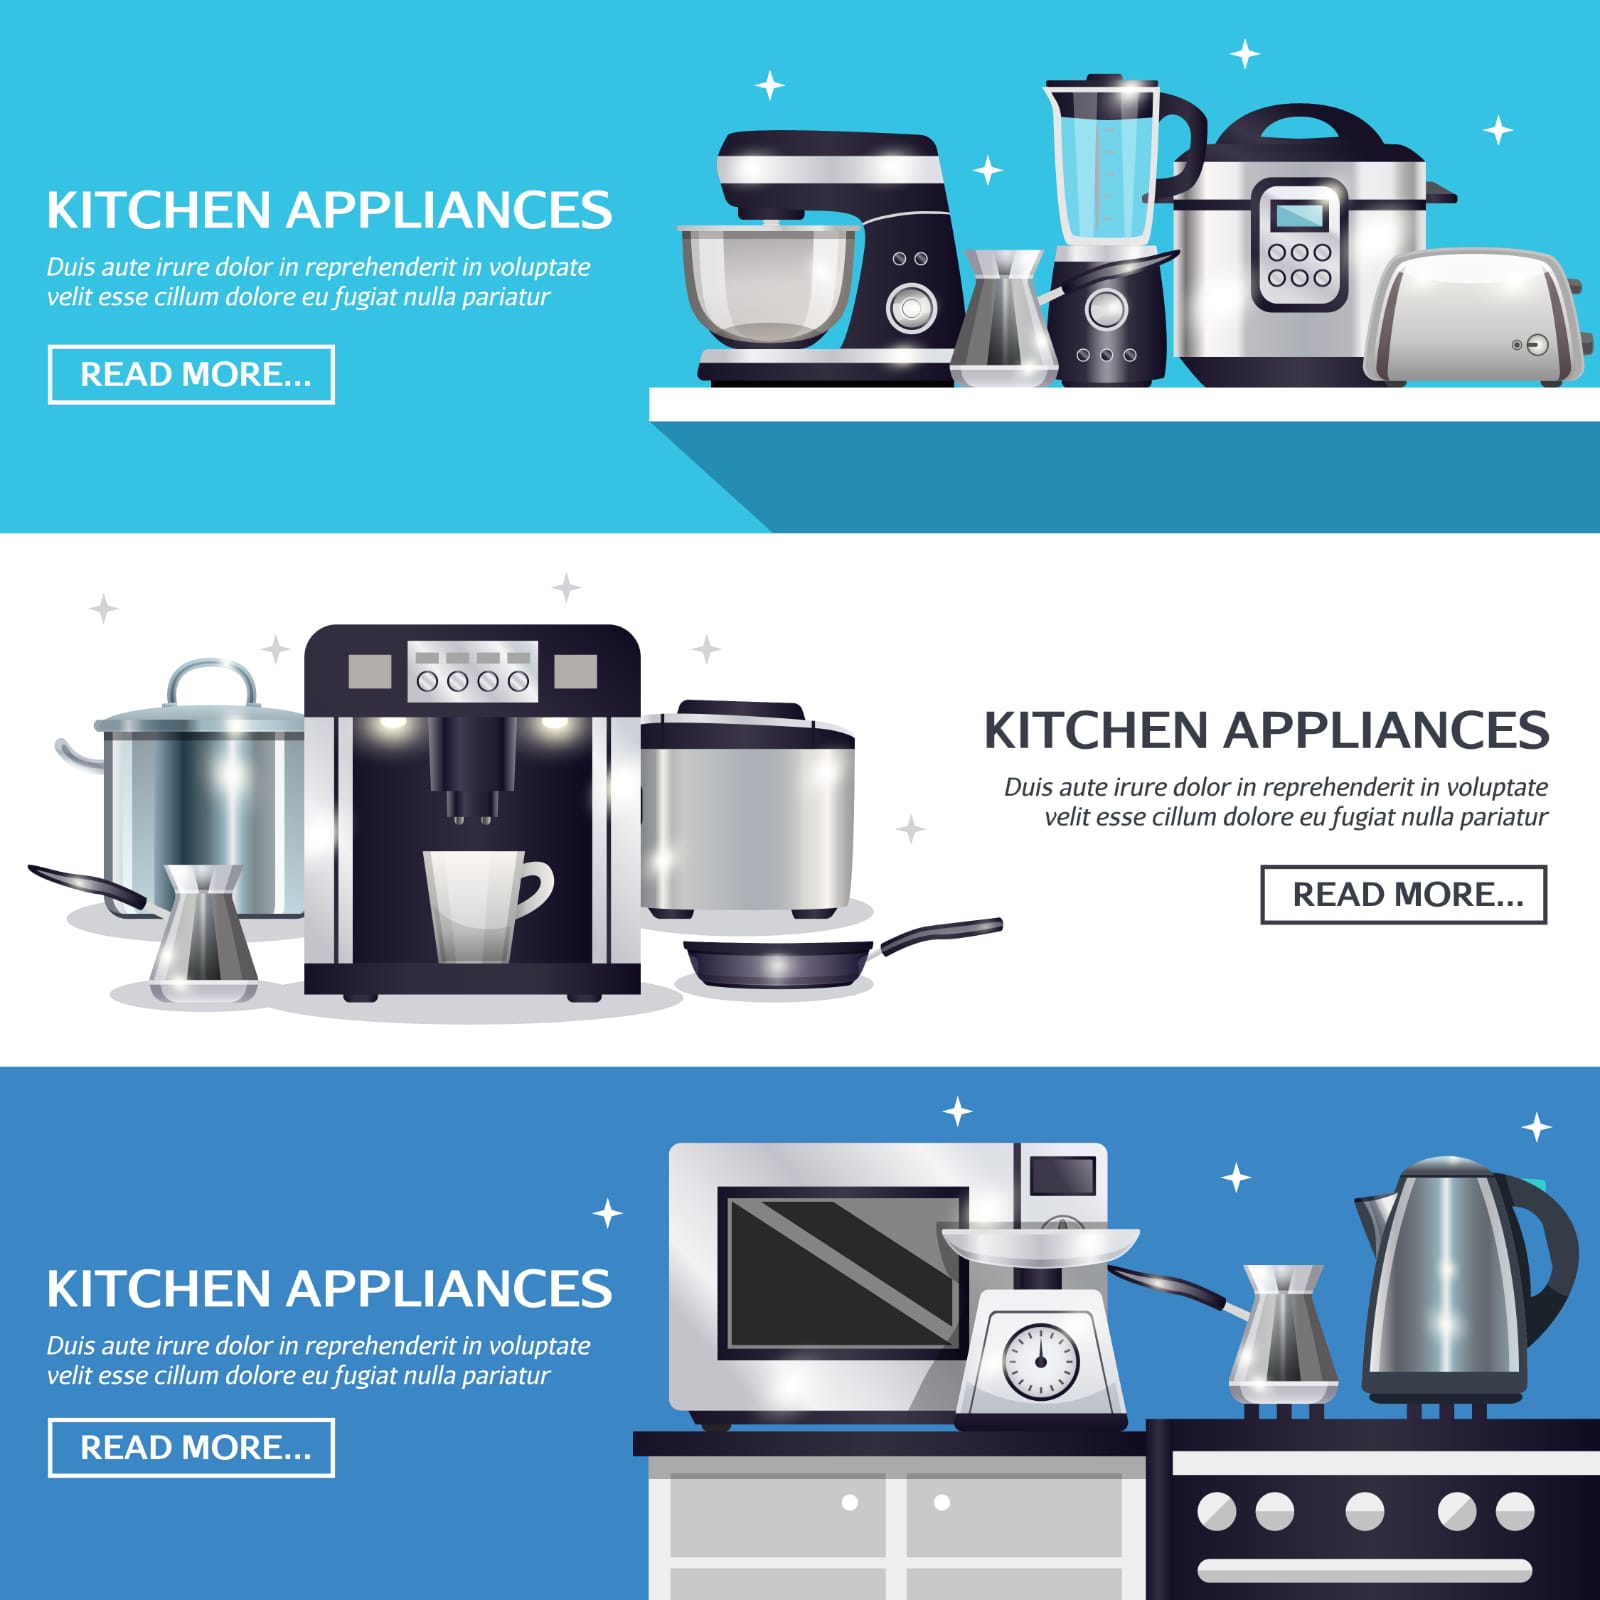 KITCHEN APPLIANCES
Duis aute irure dolor in reprehenderit in voluptate
velit esse cillum dolore eu fugiat nulla pariatur
READ MORE...
KITCHEN APPLIANCES
Duis aute irure dolor in reprehenderit in voluptate
velit esse cillum dolore eu fugiat nulla pariatur
READ MORE...
KITCHEN APPLIANCES
Duis aute irure dolor in reprehenderit in voluptate
velit esse cillum dolore eu fugiat nulla pariatur
READ MORE...